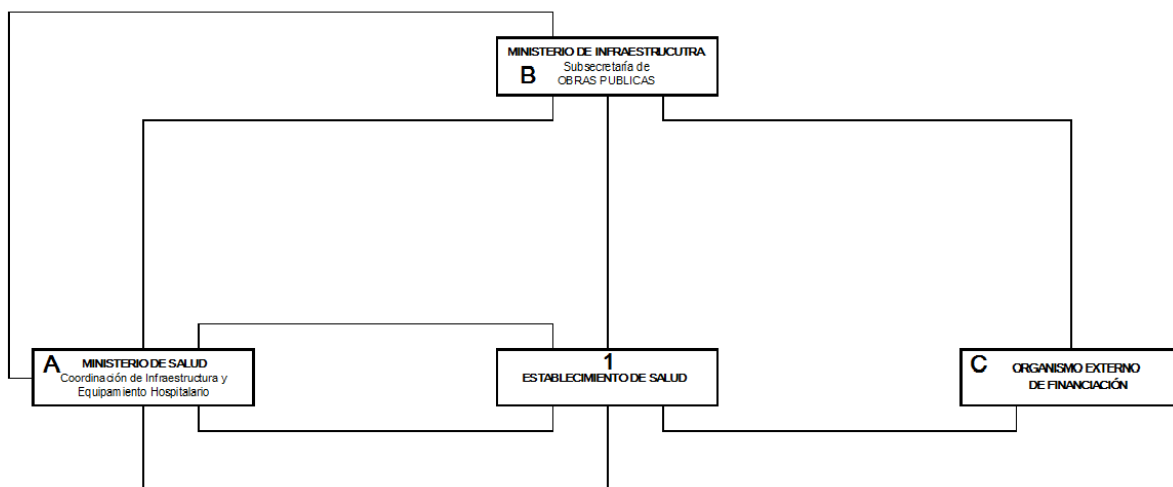 MINISTERIO DE INFRAESTRUCUTRA
B
Subsecretaría de
OBRAS PUBLICAS
A
MINISTERIO DE SALUD
Coordinación de Infraestructura y
Equipamiento Hospitalario
1
ESTABLECIMIENTO DE SALUD
C
ORGANISMO EXTERNO
DE FINANCIACIÓN